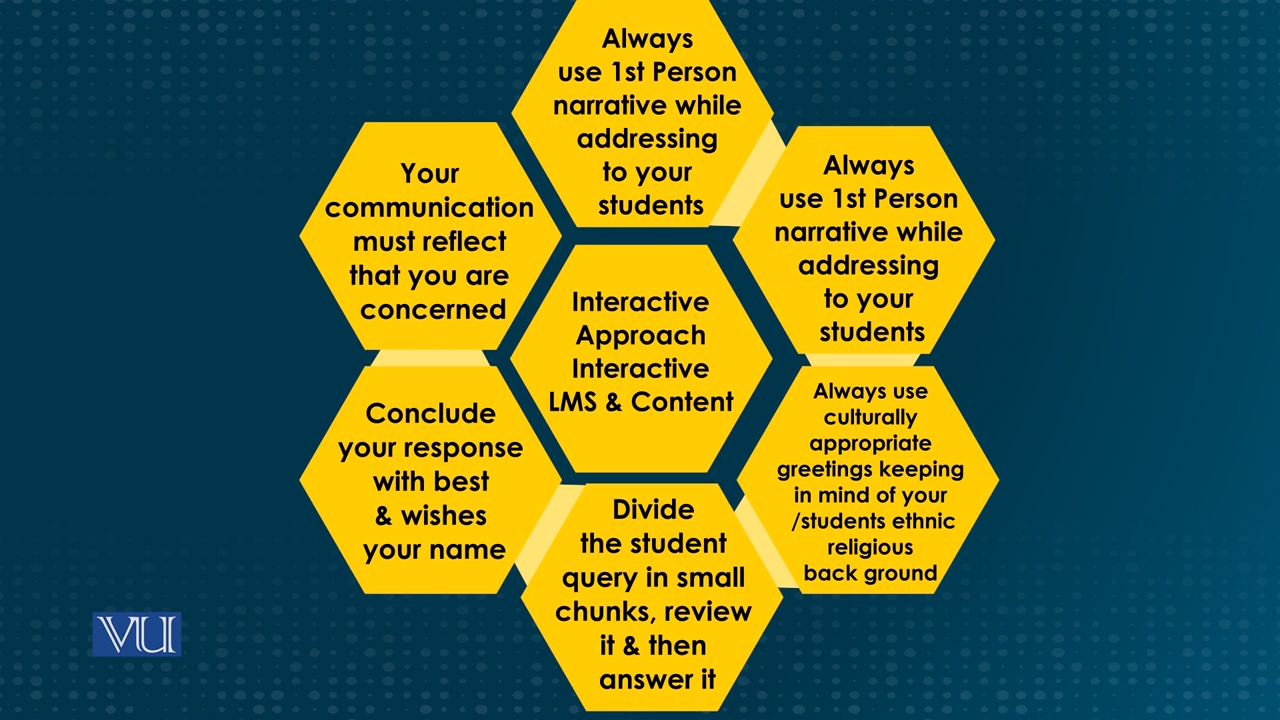 Always
use 1st Person
narrative while
addressing
to your
students
Always
use 1st Person
narrative while
addressing
to your
students
Always use
culturally
appropriate
greetings keeping
in mind of your
/students ethnic
religious
back ground
Divide
the student
query in small
chunks, review
it & then
answer it
Conclude
your response
with best
& wishes
your name
Your
communication
must reflect
that you are
concerned
Interactive
Approach
Interactive
LMS & Content
VU